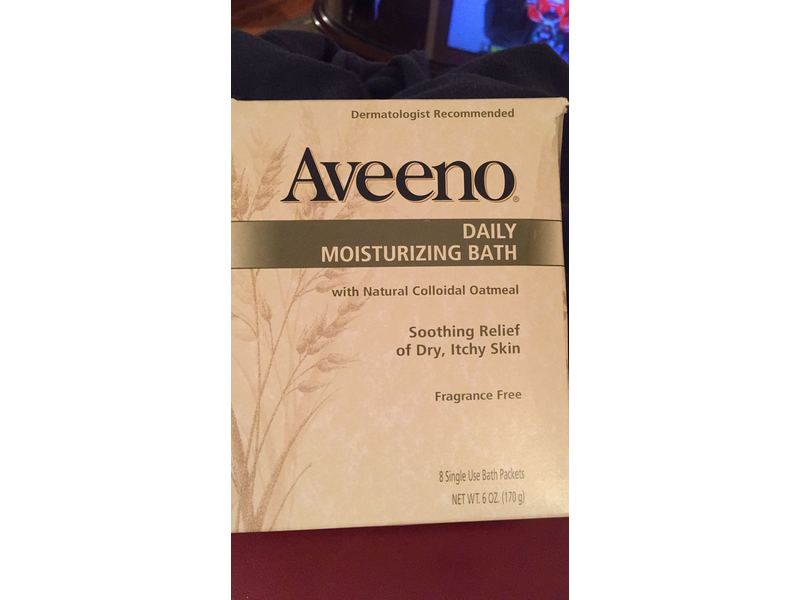 Dermatologist Recommended
Aveeno®
DAILY
MOISTURIZING BATH
with Natural Colloidal Oatmeal
Soothing Relief
of Dry, Itchy Skin
Fragrance Free
8 Single Use Bath Packets
NET WT. 6 OZ. (170 g)